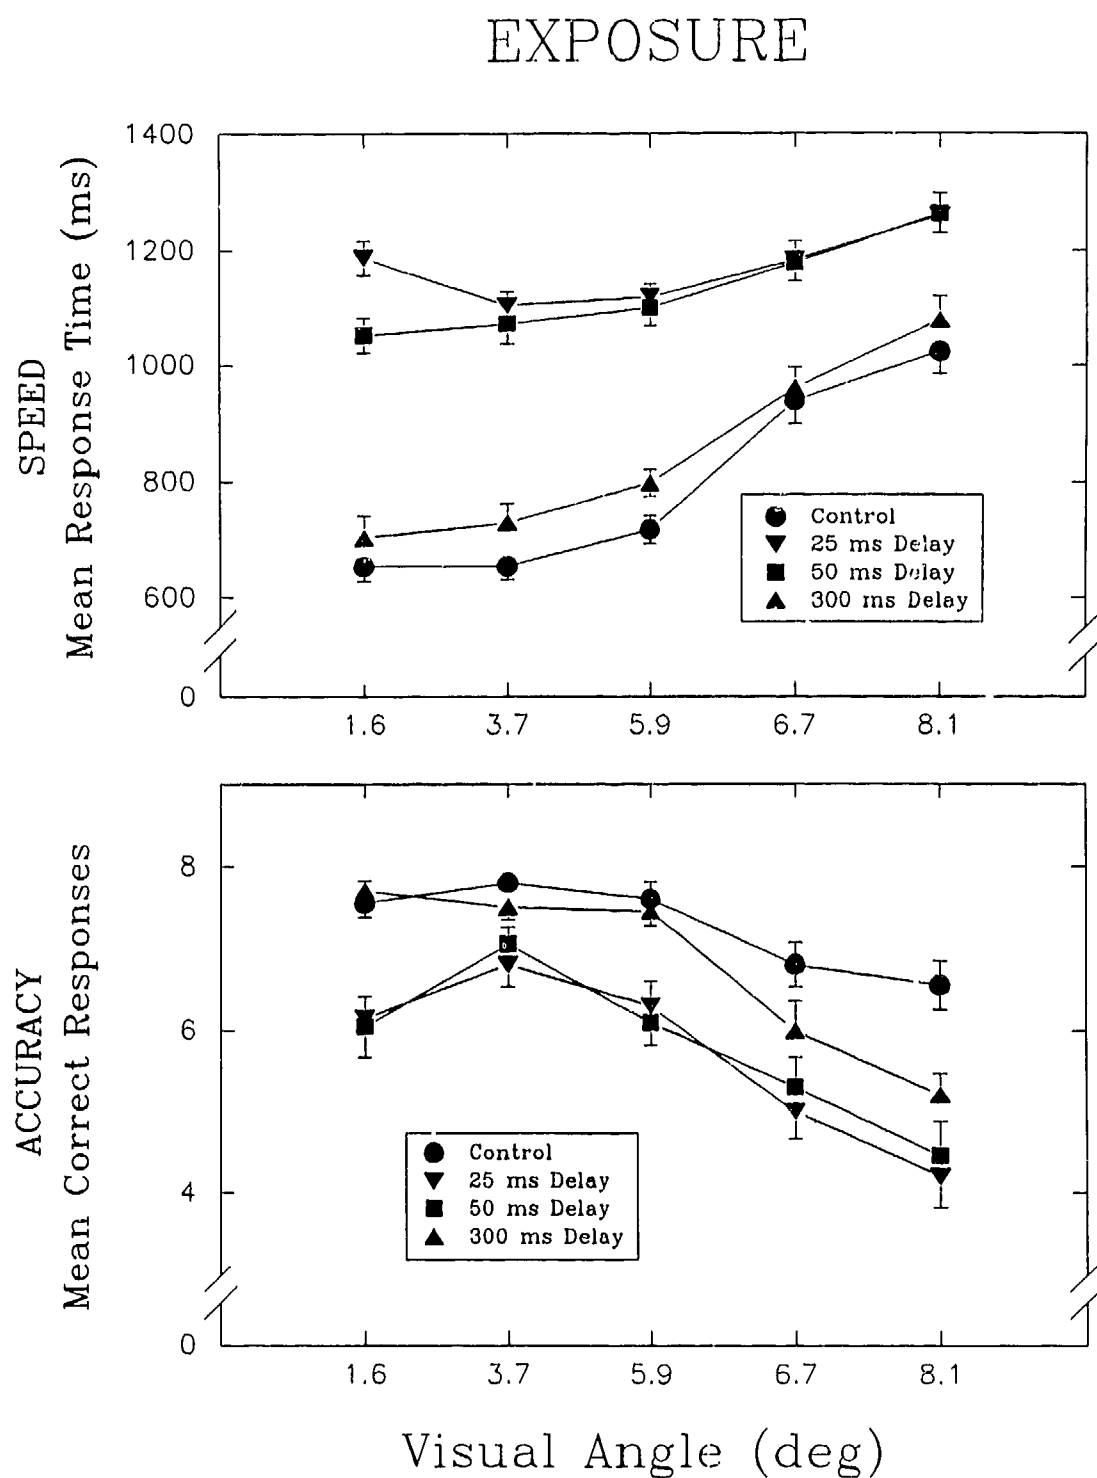 EXPOSURE
SPEED
Mean Response Time (ms)
1400
1200
1000
800
600
0
Control
25 ms Delay
50 ms Delay
300 ms Delay
1.6 3.7 5.9 6.7 8.1
ACCURACY
Mean Correct Responses
8
6
4
0
Control
25 ms Delay
50 ms Delay
300 ms Delay
1.6 3.7 5.9 6.7 8.1
Visual Angle (deg)